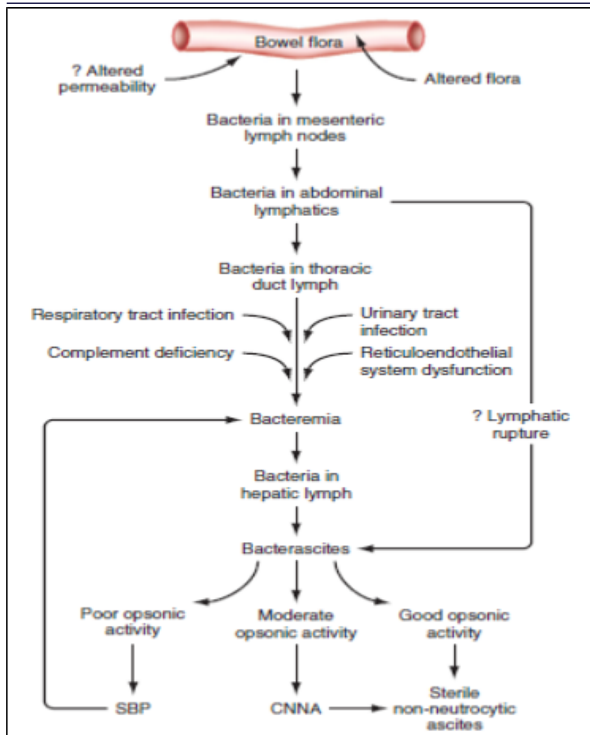 Bowel flora
? Altered
permeability
Altered flora
Bacteria in mesenteric
lymph nodes
Bacteria in abdominal
lymphatics
Bacteria in thoracic
duct lymph
Respiratory tract infection
Urinary tract
infection
Complement deficiency
Reticuloendothelial
system dysfunction
Bacteremia
? Lymphatic
rupture
Bacteria in
hepatic lymph
Bacterascites
Poor opsonic
activity
Moderate
opsonic activity
Good opsonic
activity
SBP
CNNA
Sterile
non-neutrocytic
ascites